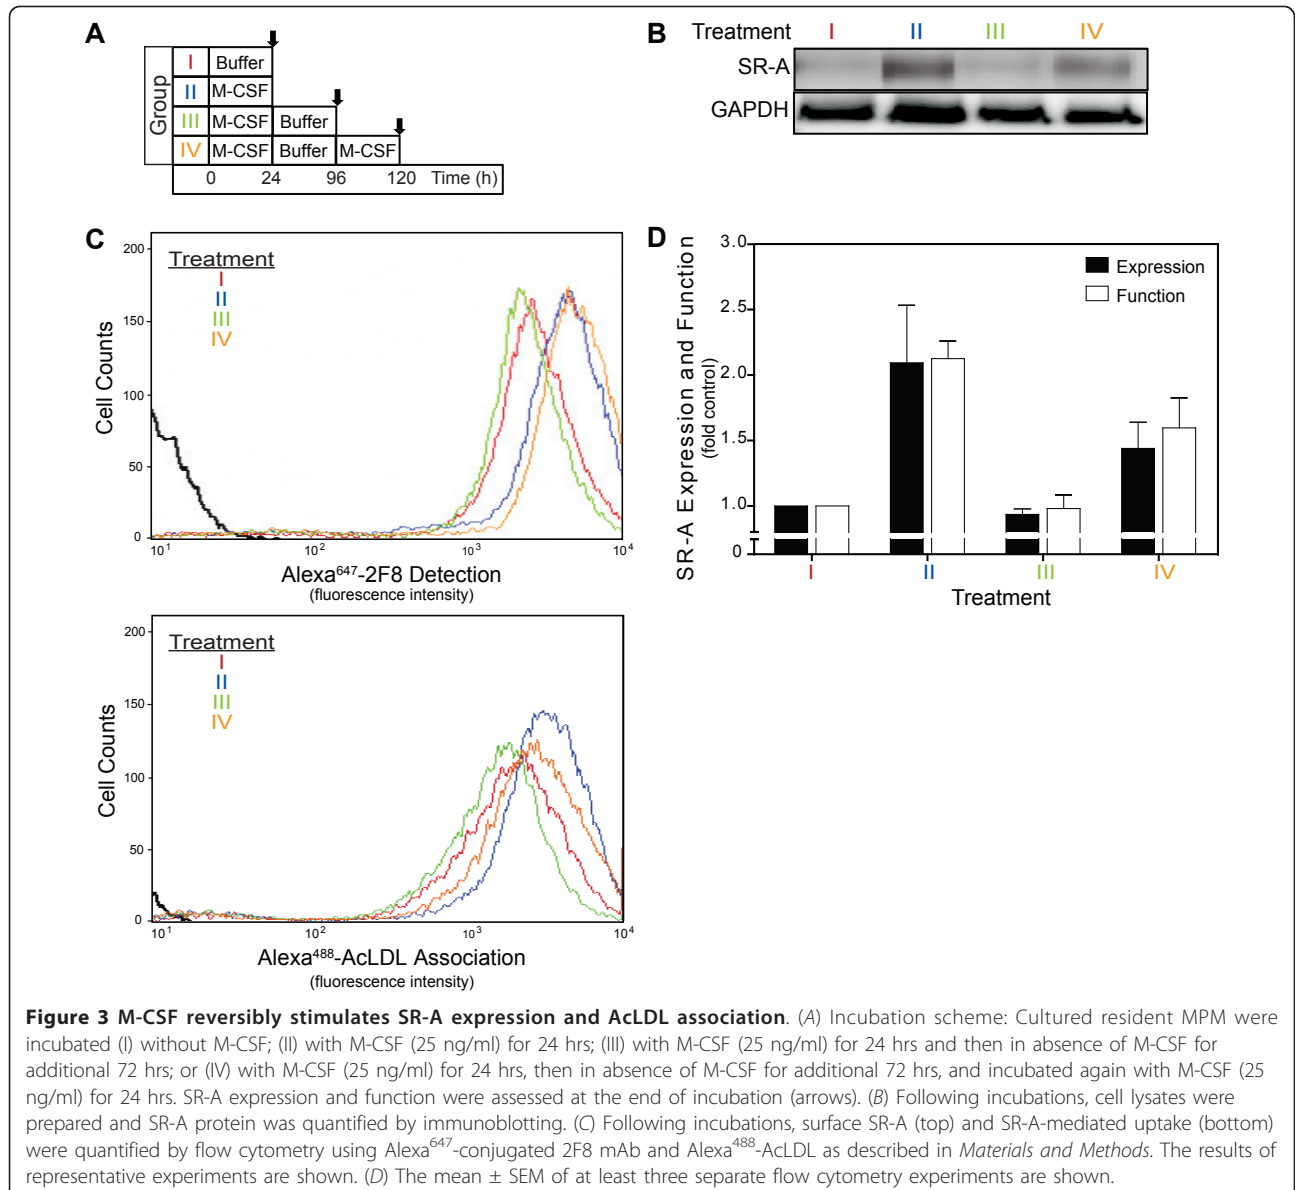 A
Group
I Buffer
II M-CSF
III M-CSF Buffer
IV M-CSF Buffer M-CSF
0 24 96 120 Time (h)
B
Treatment I II III IV
SR-A
GAPDH
C
Treatment
I
II
III
IV
200
150
100
50
0
Cell Counts
10¹ 10² 10³ 10⁴
Alexa⁶⁴⁷-2F8 Detection
(fluorescence intensity)
Treatment
I
II
III
IV
200
150
100
50
0
Cell Counts
10¹ 10² 10³ 10⁴
Alexa⁴⁸⁸-AcLDL Association
(fluorescence intensity)
D
SR-A Expression and Function
(fold control)
3.0
2.5
2.0
1.5
1.0
0
Expression
Function
I II III IV
Treatment
Figure 3 M-CSF reversibly stimulates SR-A expression and AcLDL association. (A) Incubation scheme: Cultured resident MPM were
incubated (I) without M-CSF; (II) with M-CSF (25 ng/ml) for 24 hrs; (III) with M-CSF (25 ng/ml) for 24 hrs and then in absence of M-CSF for
additional 72 hrs; or (IV) with M-CSF (25 ng/ml) for 24 hrs, then in absence of M-CSF for additional 72 hrs, and incubated again with M-CSF (25
ng/ml) for 24 hrs. SR-A expression and function were assessed at the end of incubation (arrows). (B) Following incubations, cell lysates were
prepared and SR-A protein was quantified by immunoblotting. (C) Following incubations, surface SR-A (top) and SR-A-mediated uptake (bottom)
were quantified by flow cytometry using Alexa⁶⁴⁷-conjugated 2F8 mAb and Alexa⁴⁸⁸-AcLDL as described in Materials and Methods. The results of
representative experiments are shown. (D) The mean ± SEM of at least three separate flow cytometry experiments are shown.